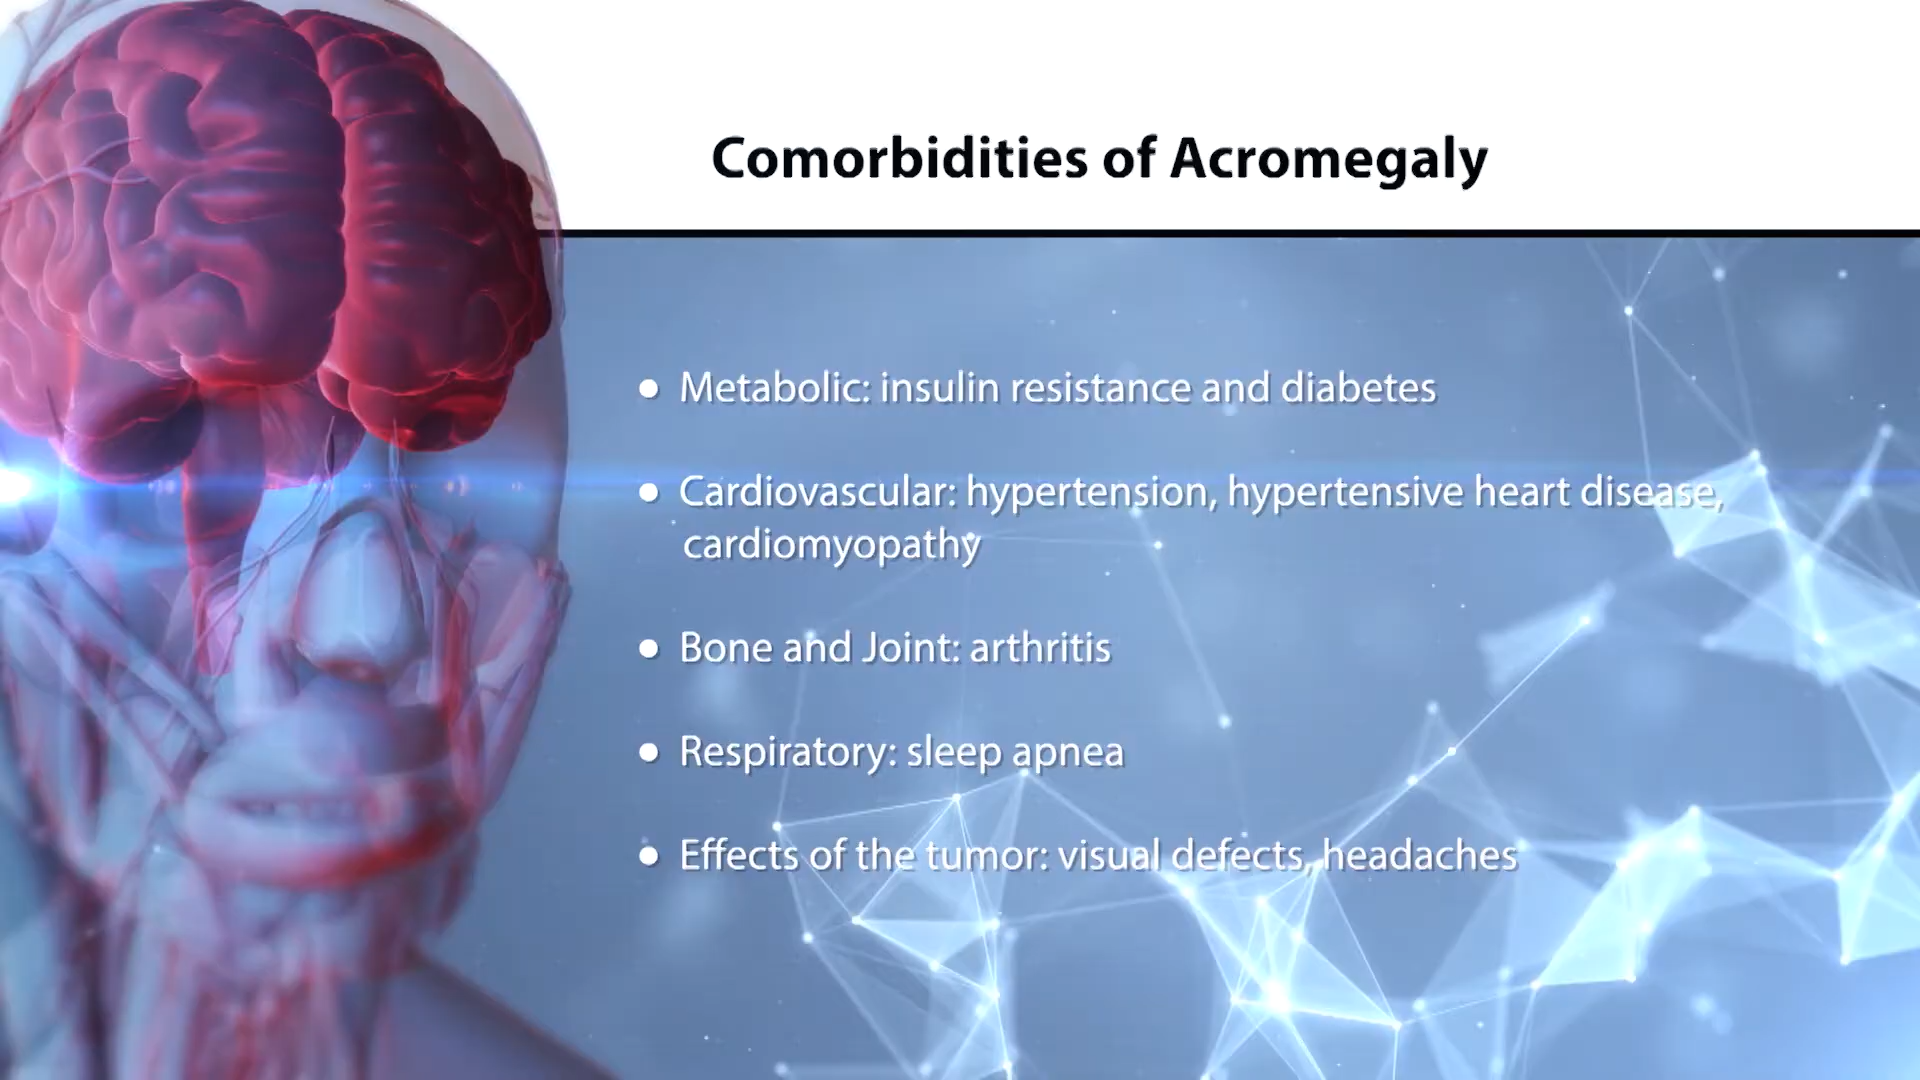 Comorbidities of Acromegaly
● Metabolic: insulin resistance and diabetes
● Cardiovascular: hypertension, hypertensive heart disease,
cardiomyopathy
● Bone and Joint: arthritis
● Respiratory: sleep apnea
● Effects of the tumor: visual defects, headaches